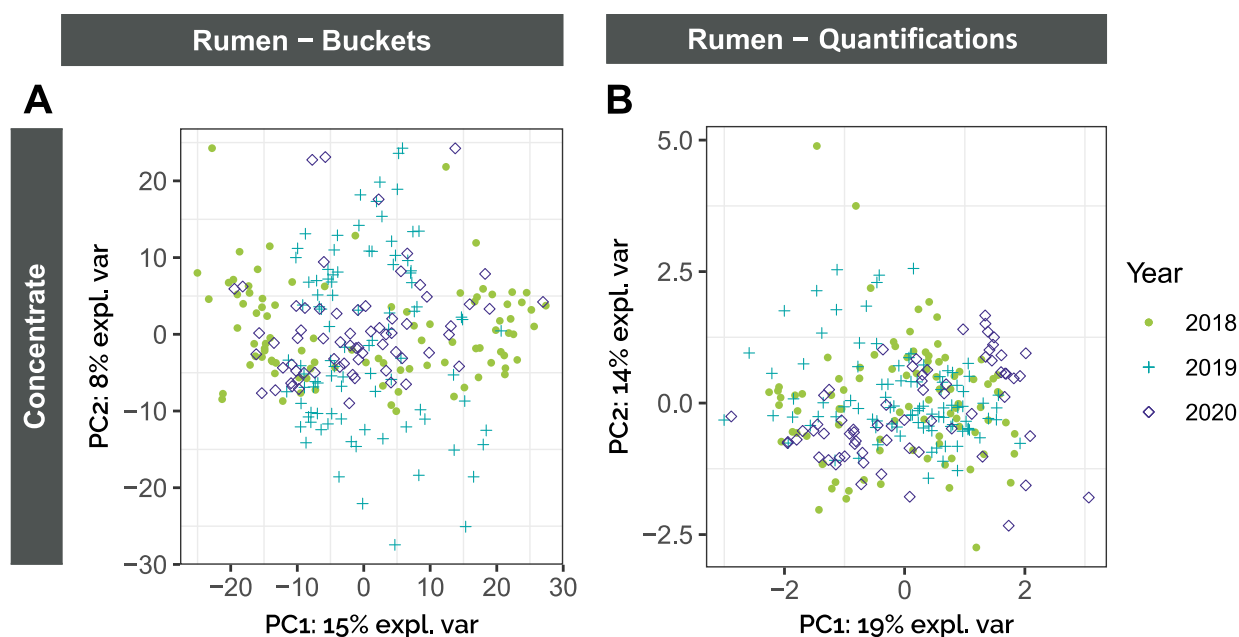 Rumen − Buckets
Rumen − Quantifications
A
B
Concentrate
PC2: 8% expl. var
20
10
0
−10
−20
−30
−20
−10
0
10
20
30
PC1: 15% expl. var
PC2: 14% expl. var
5.0
2.5
0.0
−2.5
−2
0
2
PC1: 19% expl. var
Year
2018
2019
2020